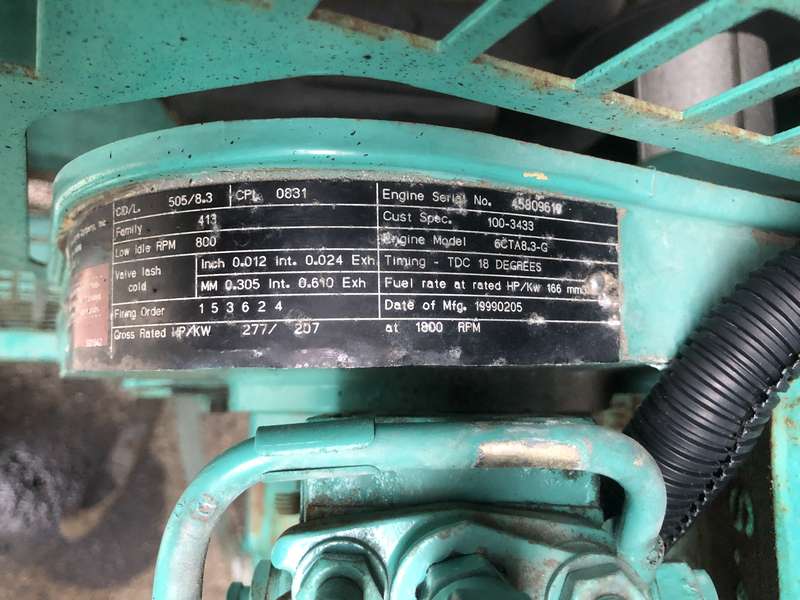 CID/L. 505/8.3 CPL 0831
Family 413
Low idle RPM 800
Valve lash cold Inch 0.012 Int. 0.024 Exh
MM 0.305 Int. 0.610 Exh
Firing Order 1 5 3 6 2 4
Gross Rated HP/KW 277/ 207 at 1800 RPM
Engine Serial No. 45809619
Cust Spec. 100-3433
Engine Model 6CTA8.3-G
Timing - TDC 18 DEGREES
Fuel rate at rated HP/Kw 166 mm3
Date of Mfg. 19990205